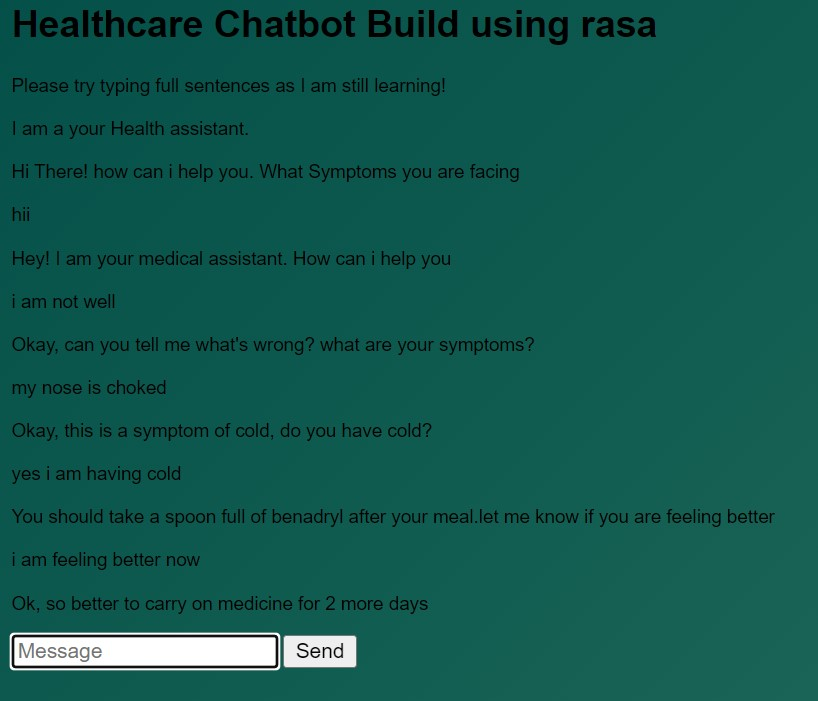 Healthcare Chatbot Build using rasa
Please try typing full sentences as I am still learning!
I am a your Health assistant.
Hi There! how can i help you. What Symptoms you are facing
hii
Hey! I am your medical assistant. How can i help you
i am not well
Okay, can you tell me what's wrong? what are your symptoms?
my nose is choked
Okay, this is a symptom of cold, do you have cold?
yes i am having cold
You should take a spoon full of benadryl after your meal.let me know if you are feeling better
i am feeling better now
Ok, so better to carry on medicine for 2 more days
Message Send